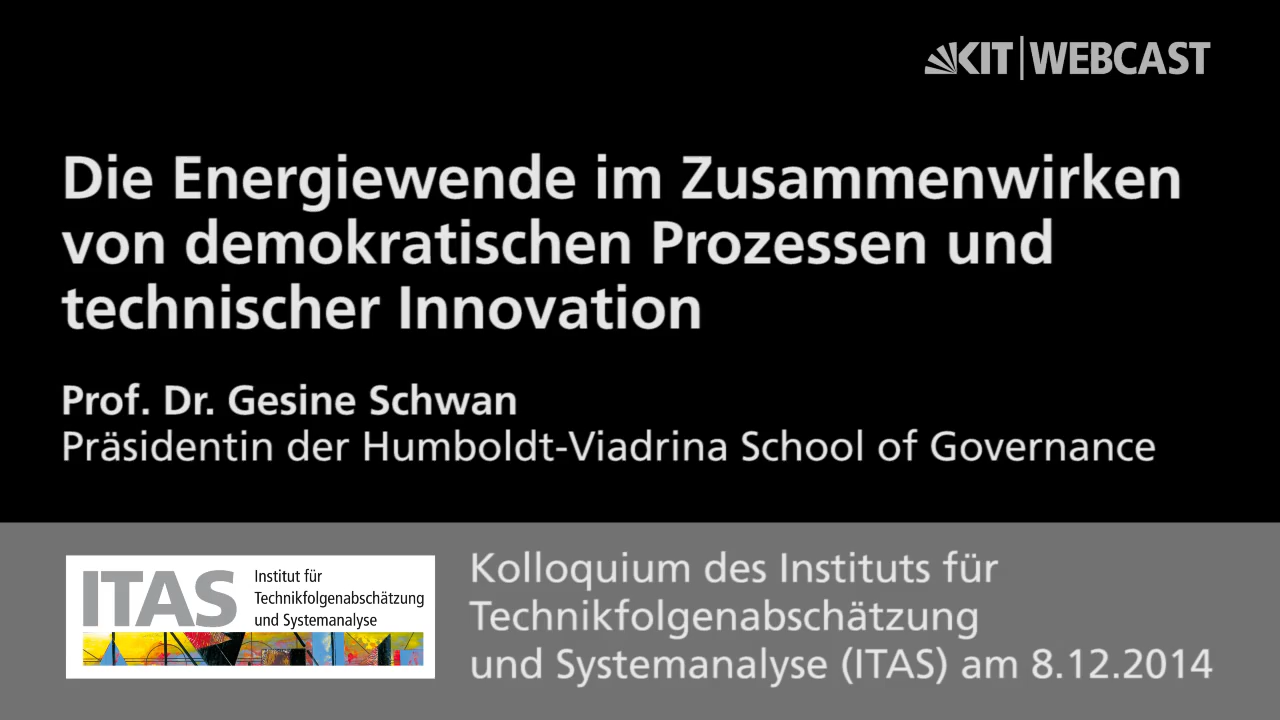 KIT | WEBCAST
Die Energiewende im Zusammenwirken
von demokratischen Prozessen und
technischer Innovation
Prof. Dr. Gesine Schwan
Präsidentin der Humboldt-Viadrina School of Governance
ITAS
Institut für
Technikfolgenabschätzung
und Systemanalyse
Kolloquium des Instituts für
Technikfolgenabschätzung
und Systemanalyse (ITAS) am 8.12.2014